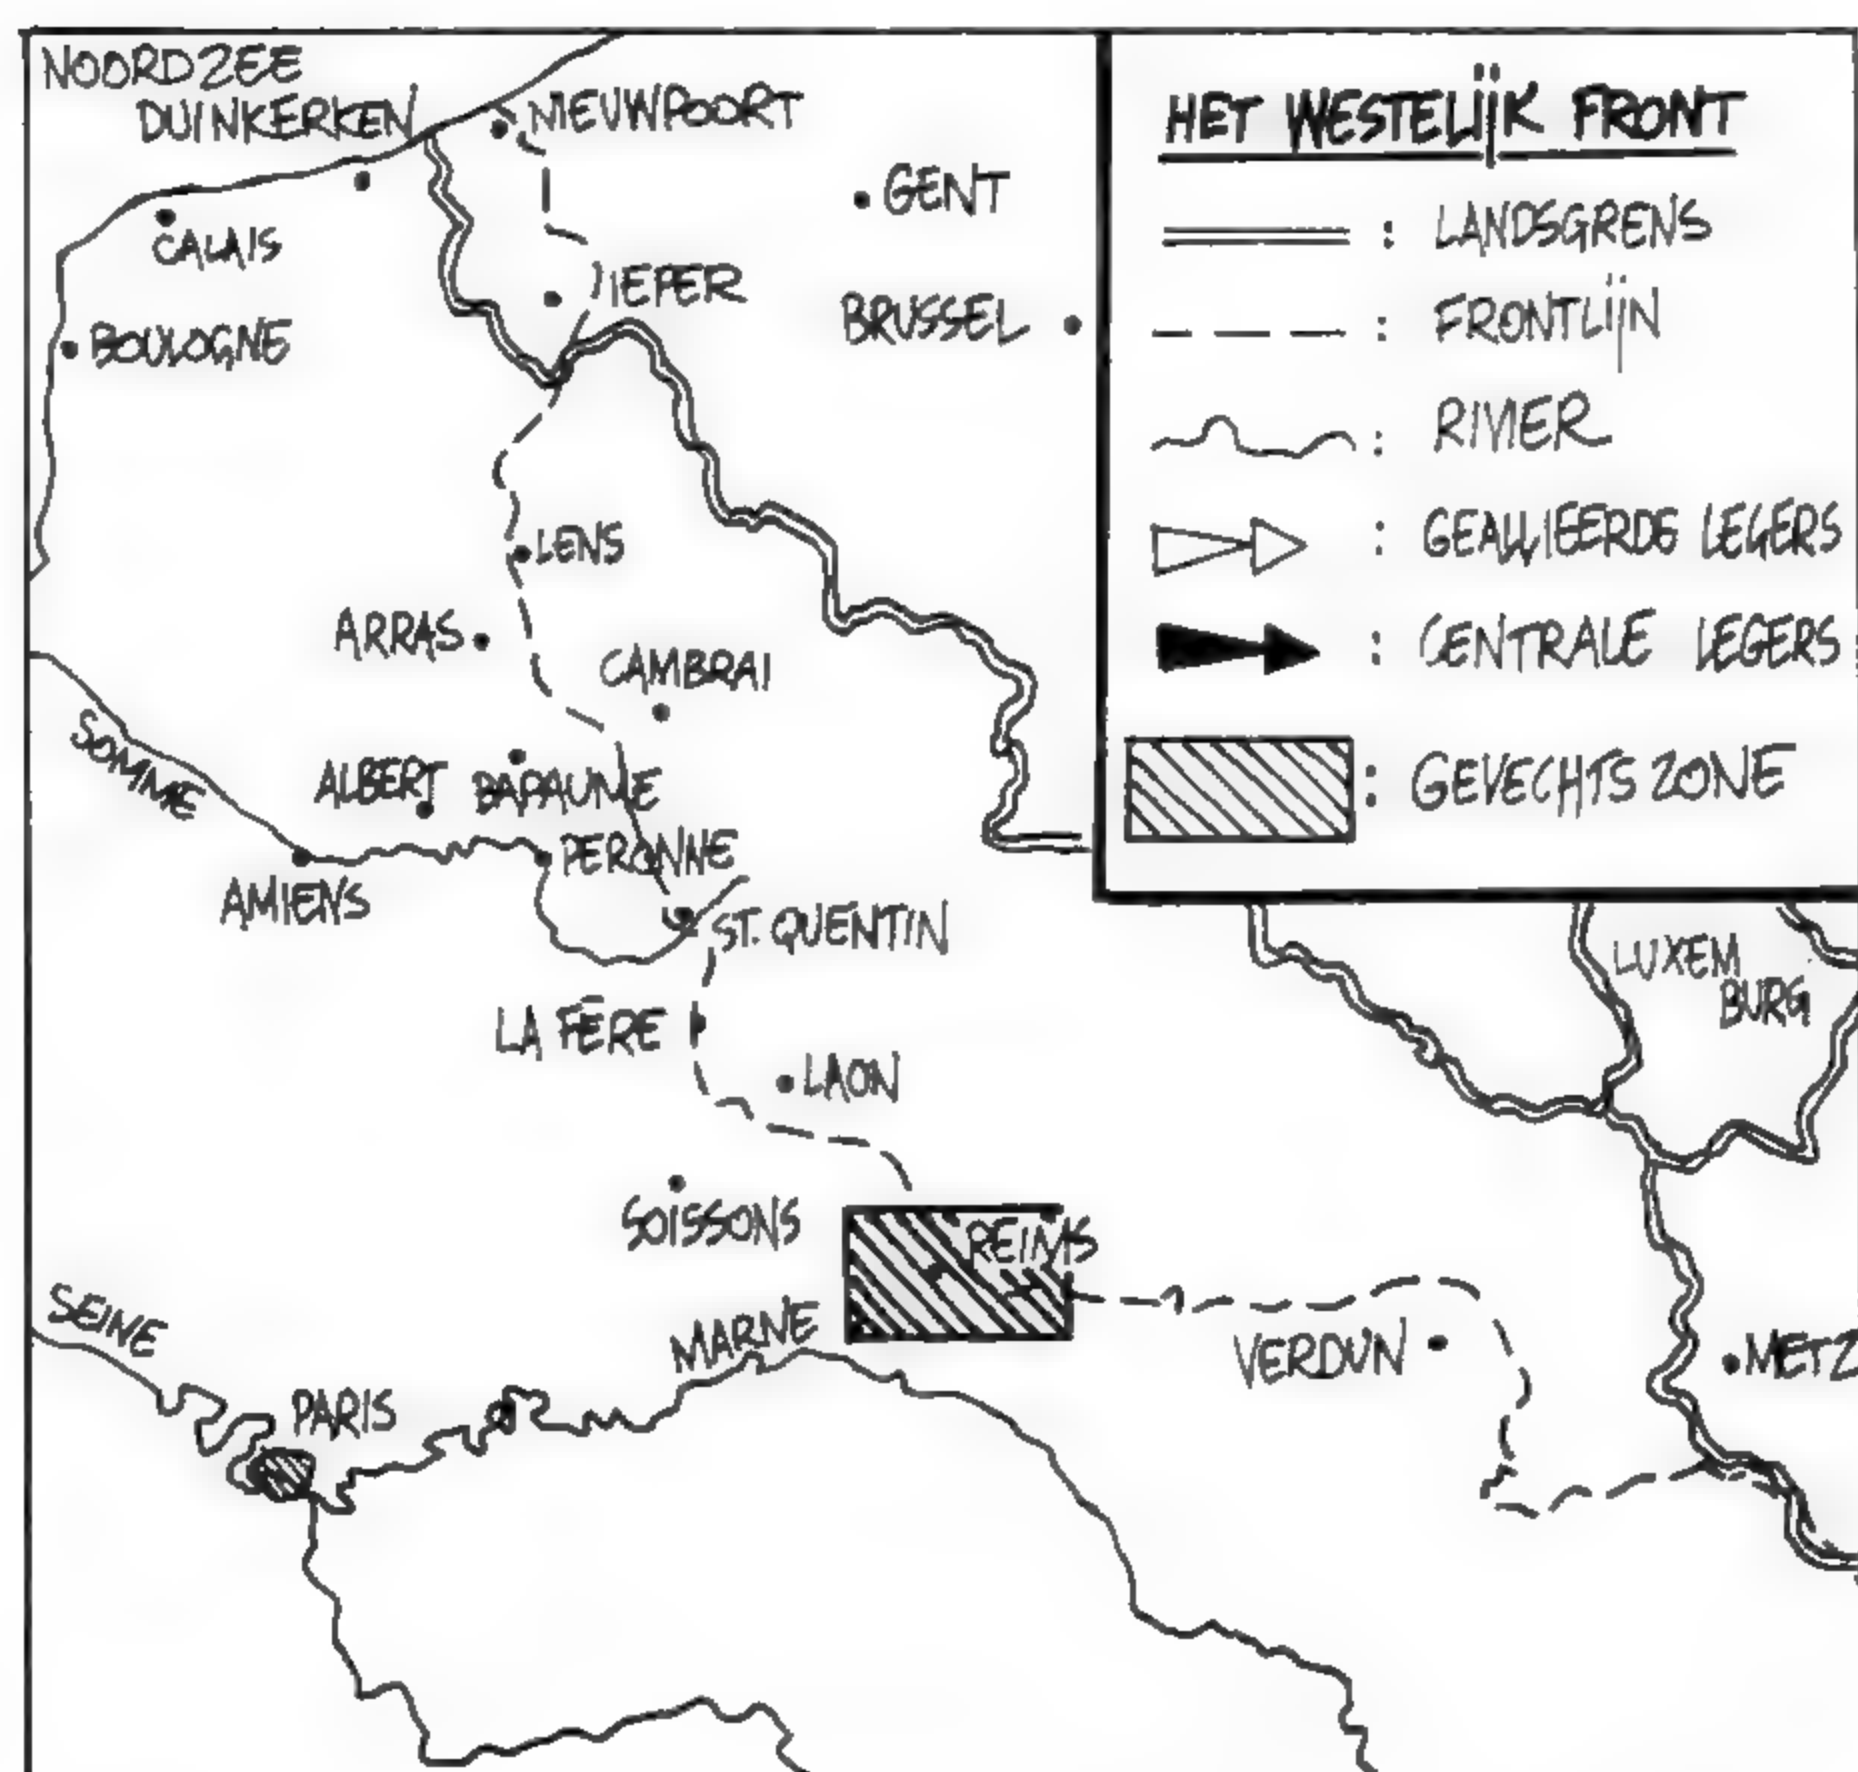 NOORDZEE
DUINKERKEN
NIEUWPOORT
GENT
CALAIS
IEPER
BRUSSEL
BOULOGNE
LENS
ARRAS
CAMBRAI
SOMME
ALBERT
BAPAUME
PERONNE
AMIENS
ST. QUENTIN
LA FERE
LAON
SOISSONS
REIMS
SEINE
MARNE
VERDUN
METZ
PARIS
LUXEM
BURG
HET WESTELIJK FRONT
: LANDSGRENS
: FRONTLIJN
: RIVIER
: GEALLIEERDE LEGERS
: CENTRALE LEGERS
: GEVECHTSZONE